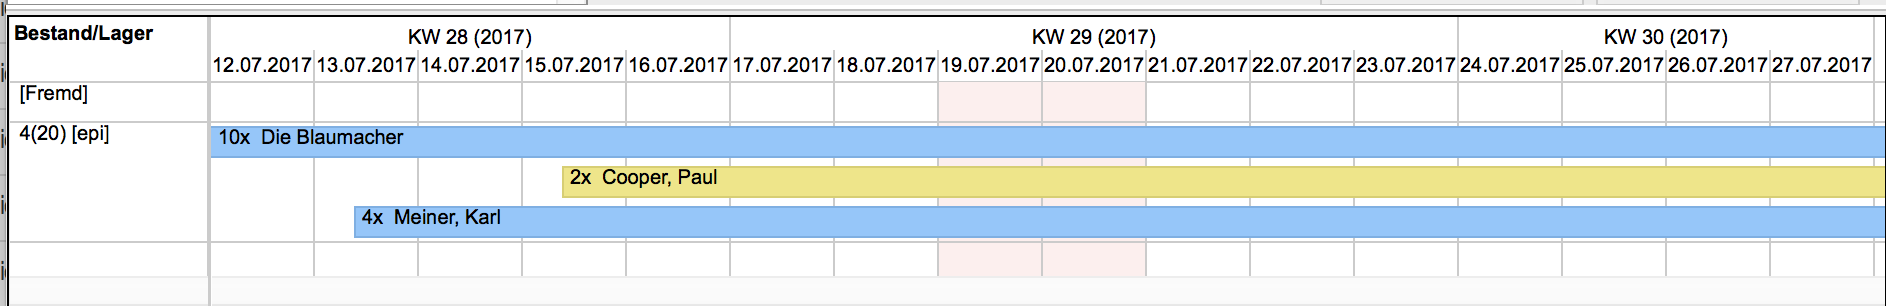 Bestand/Lager
KW 28 (2017) KW 29 (2017) KW 30 (2017)
12.07.2017 13.07.2017 14.07.2017 15.07.2017 16.07.2017 17.07.2017 18.07.2017 19.07.2017 20.07.2017 21.07.2017 22.07.2017 23.07.2017 24.07.2017 25.07.2017 26.07.2017 27.07.2017
[Fremd]
4(20) [epi]
10x Die Blaumacher
2x Cooper, Paul
4x Meiner, Karl